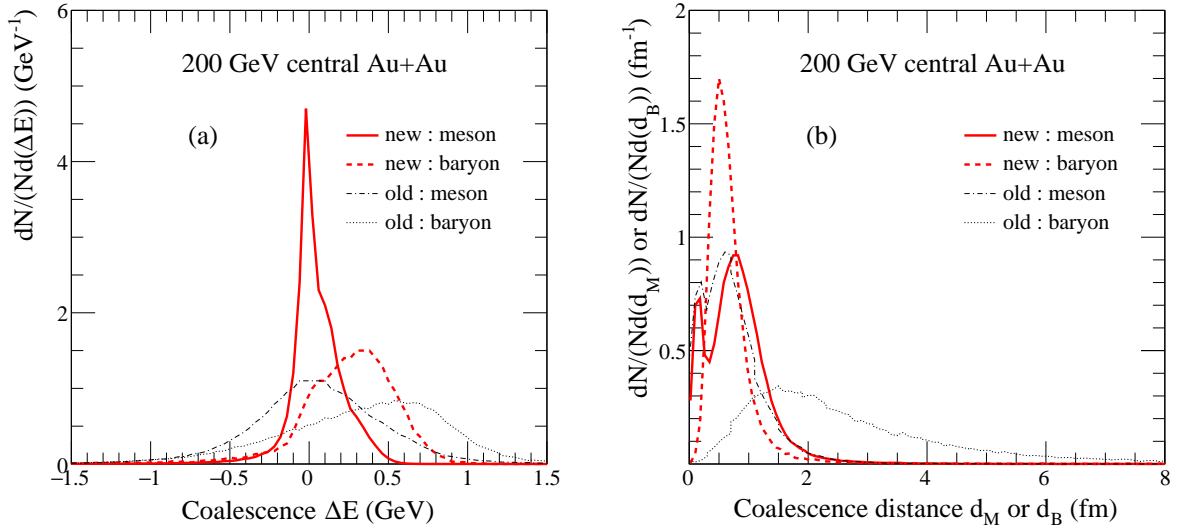 dN/(Nd(ΔE)) (GeV⁻¹)
6
4
2
0
200 GeV central Au+Au
(a)
new : meson
new : baryon
old : meson
old : baryon
−1.5 −1 −0.5 0 0.5 1 1.5
Coalescence ΔE (GeV)
dN/(Nd(d_M)) or dN/(Nd(d_B)) (fm⁻¹)
2
1.5
1
0.5
0
200 GeV central Au+Au
(b)
new : meson
new : baryon
old : meson
old : baryon
0 2 4 6 8
Coalescence distance d_M or d_B (fm)